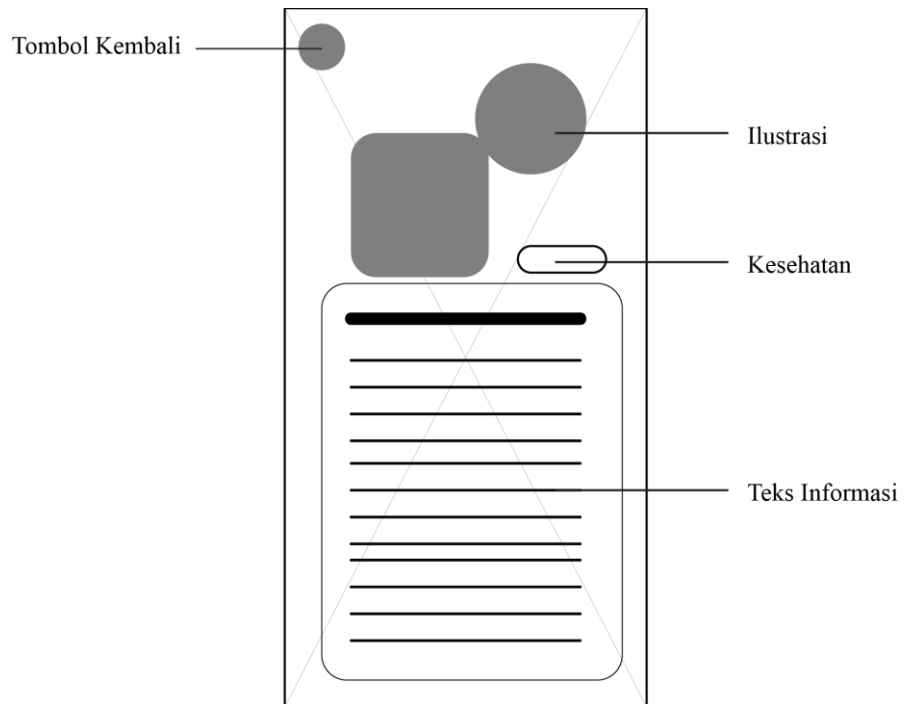 Tombol Kembali
Ilustrasi
Kesehatan
Teks Informasi